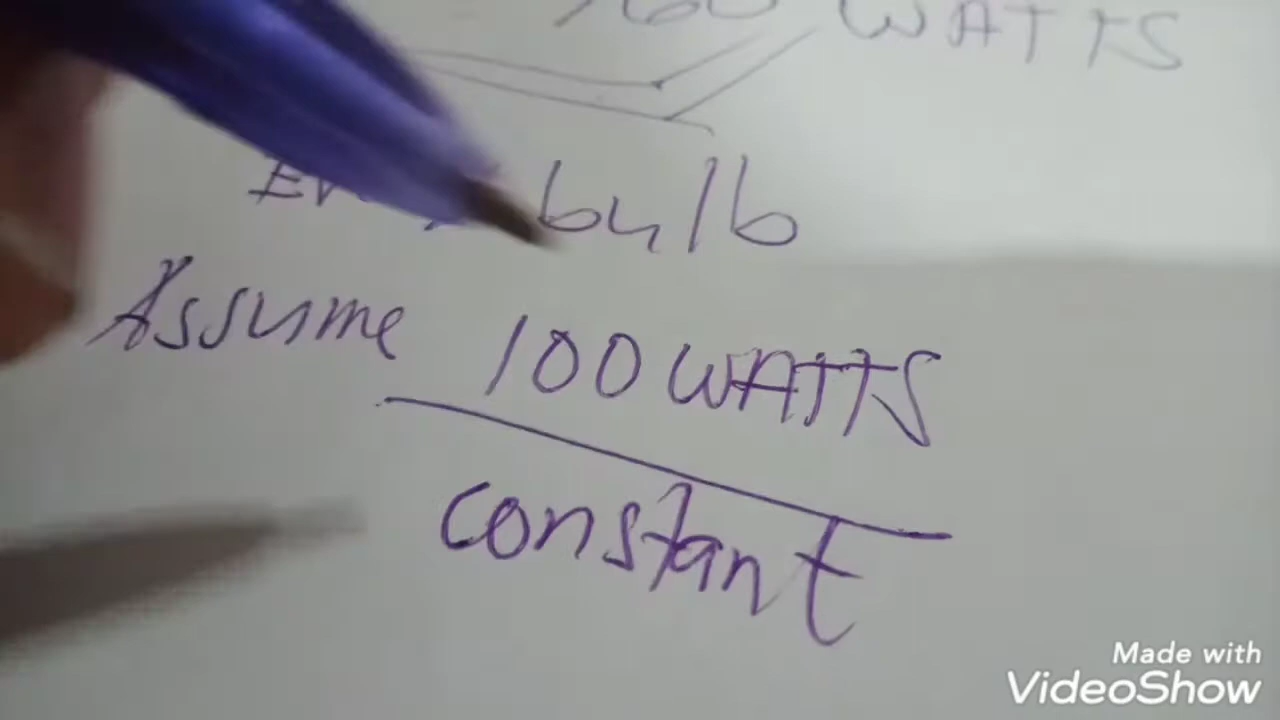 WATTS
bulb
Assume 100 WATTS
constant
Made with
VideoShow